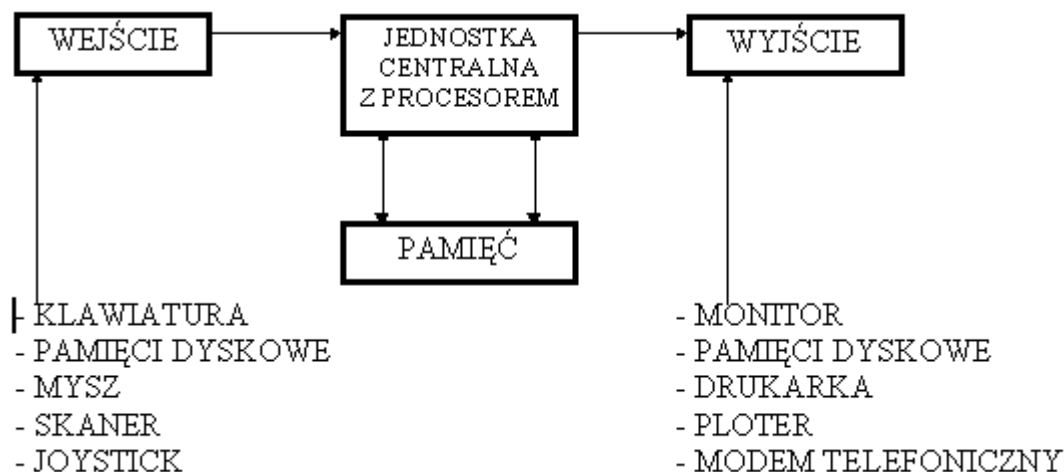 WEJŚCIE
JEDNOSTKA
CENTRALNA
Z PROCESOREM
WYJŚCIE
PAMIĘĆ
- KLAWIATURA
- PAMIĘCI DYSKOWE
- MYSZ
- SKANER
- JOYSTICK
- MONITOR
- PAMIĘCI DYSKOWE
- DRUKARKA
- PLOTER
- MODEM TELEFONICZNY